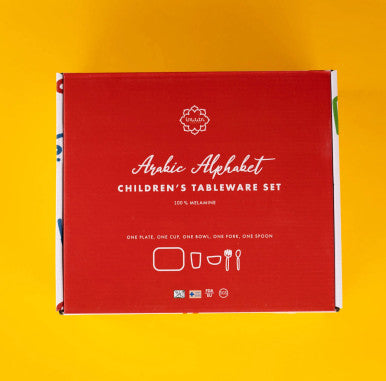 Arabic Alphabet
CHILDREN'S TABLEWARE SET
100 % MELAMINE
ONE PLATE, ONE CUP, ONE BOWL, ONE FORK, ONE SPOON